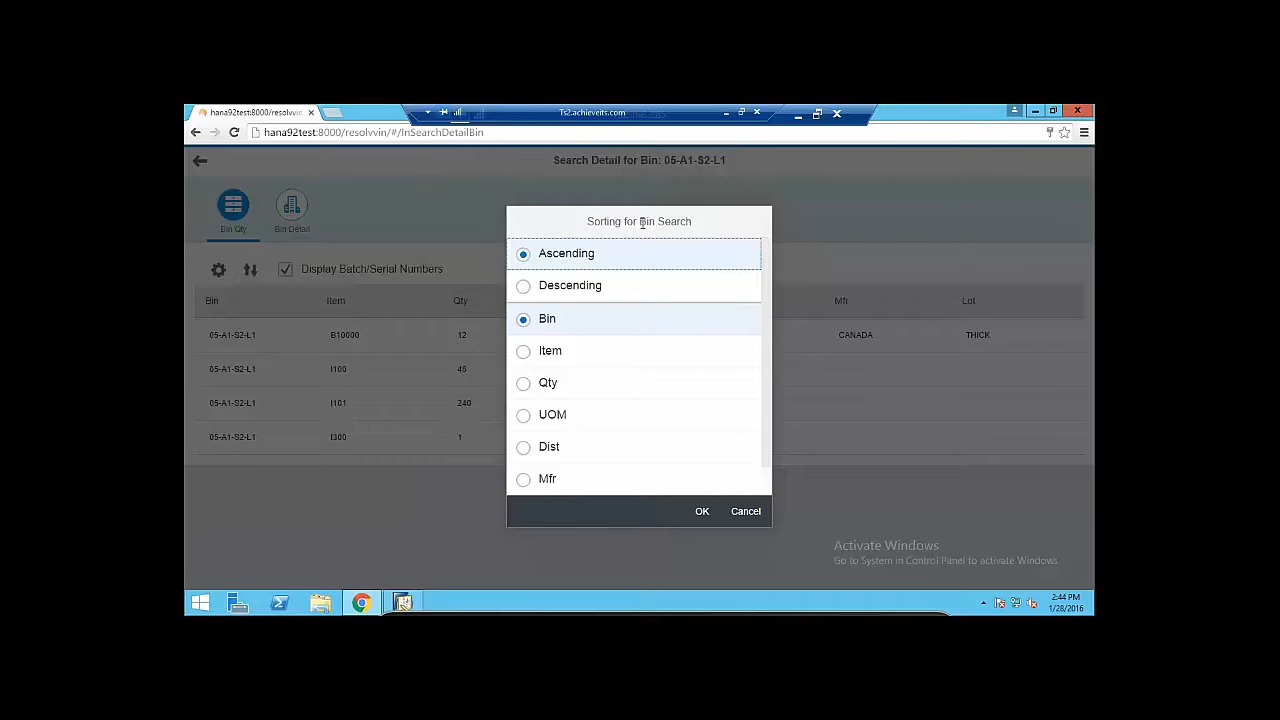 hana92test:8000/resolvvin
Ts2.achieveits.com
hana92test:8000/resolvvin/#/InSearchDetailBin
Search Detail for Bin: 05-A1-S2-L1
Bin Qty
Bin Detail
Display Batch/Serial Numbers
Bin Item Qty Mfr Lot
05-A1-S2-L1 B10000 12 CANADA THICK
05-A1-S2-L1 I100 48
05-A1-S2-L1 I101 240
05-A1-S2-L1 I300 1
Sorting for Bin Search
Ascending
Descending
Bin
Item
Qty
UOM
Dist
Mfr
OK Cancel
Activate Windows
Go to System in Control Panel to activate Windows.
2:44 PM
1/28/2016